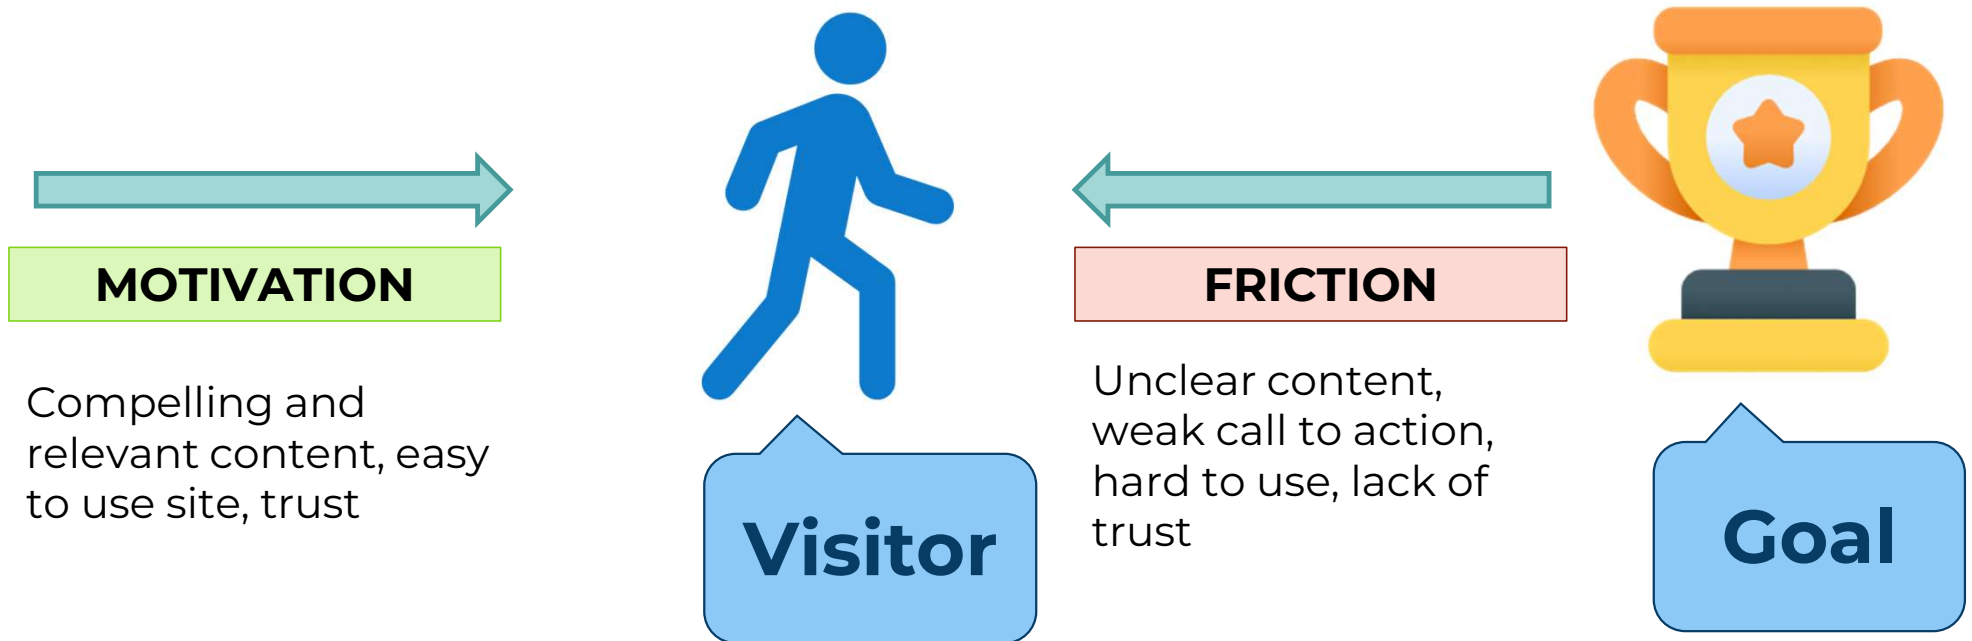 MOTIVATION
Compelling and
relevant content, easy
to use site, trust
Visitor
FRICTION
Unclear content,
weak call to action,
hard to use, lack of
trust
Goal